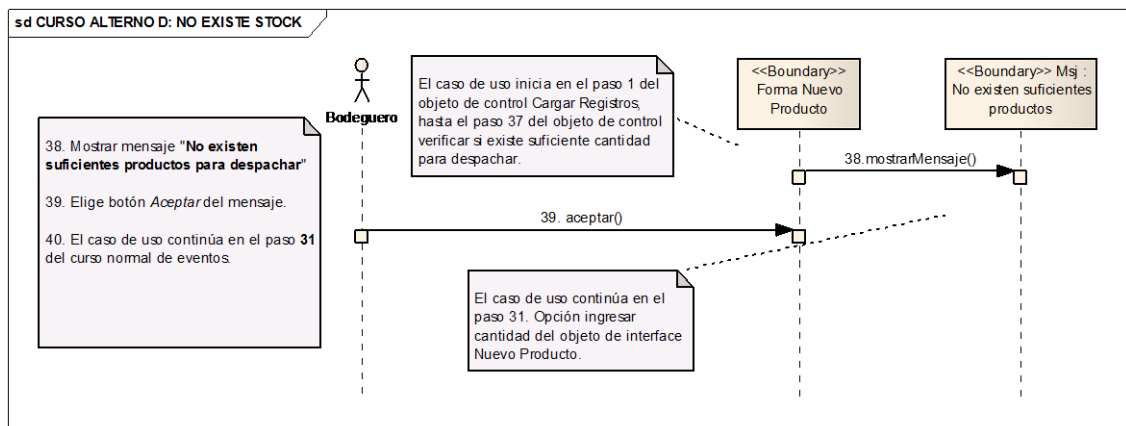 sd CURSO ALTERNO D: NO EXISTE STOCK
38. Mostrar mensaje "No existen
suficientes productos para despachar"
39. Elige botón Aceptar del mensaje.
40. El caso de uso continúa en el paso 31
del curso normal de eventos.
Bodeguero
El caso de uso inicia en el paso 1 del
objeto de control Cargar Registros,
hasta el paso 37 del objeto de control
verificar si existe suficiente cantidad
para despachar.
<<Boundary>>
Forma Nuevo
Producto
<<Boundary>> Msj :
No existen suficientes
productos
38.mostrarMensaje()
39. aceptar()
El caso de uso continúa en el
paso 31. Opción ingresar
cantidad del objeto de interface
Nuevo Producto.